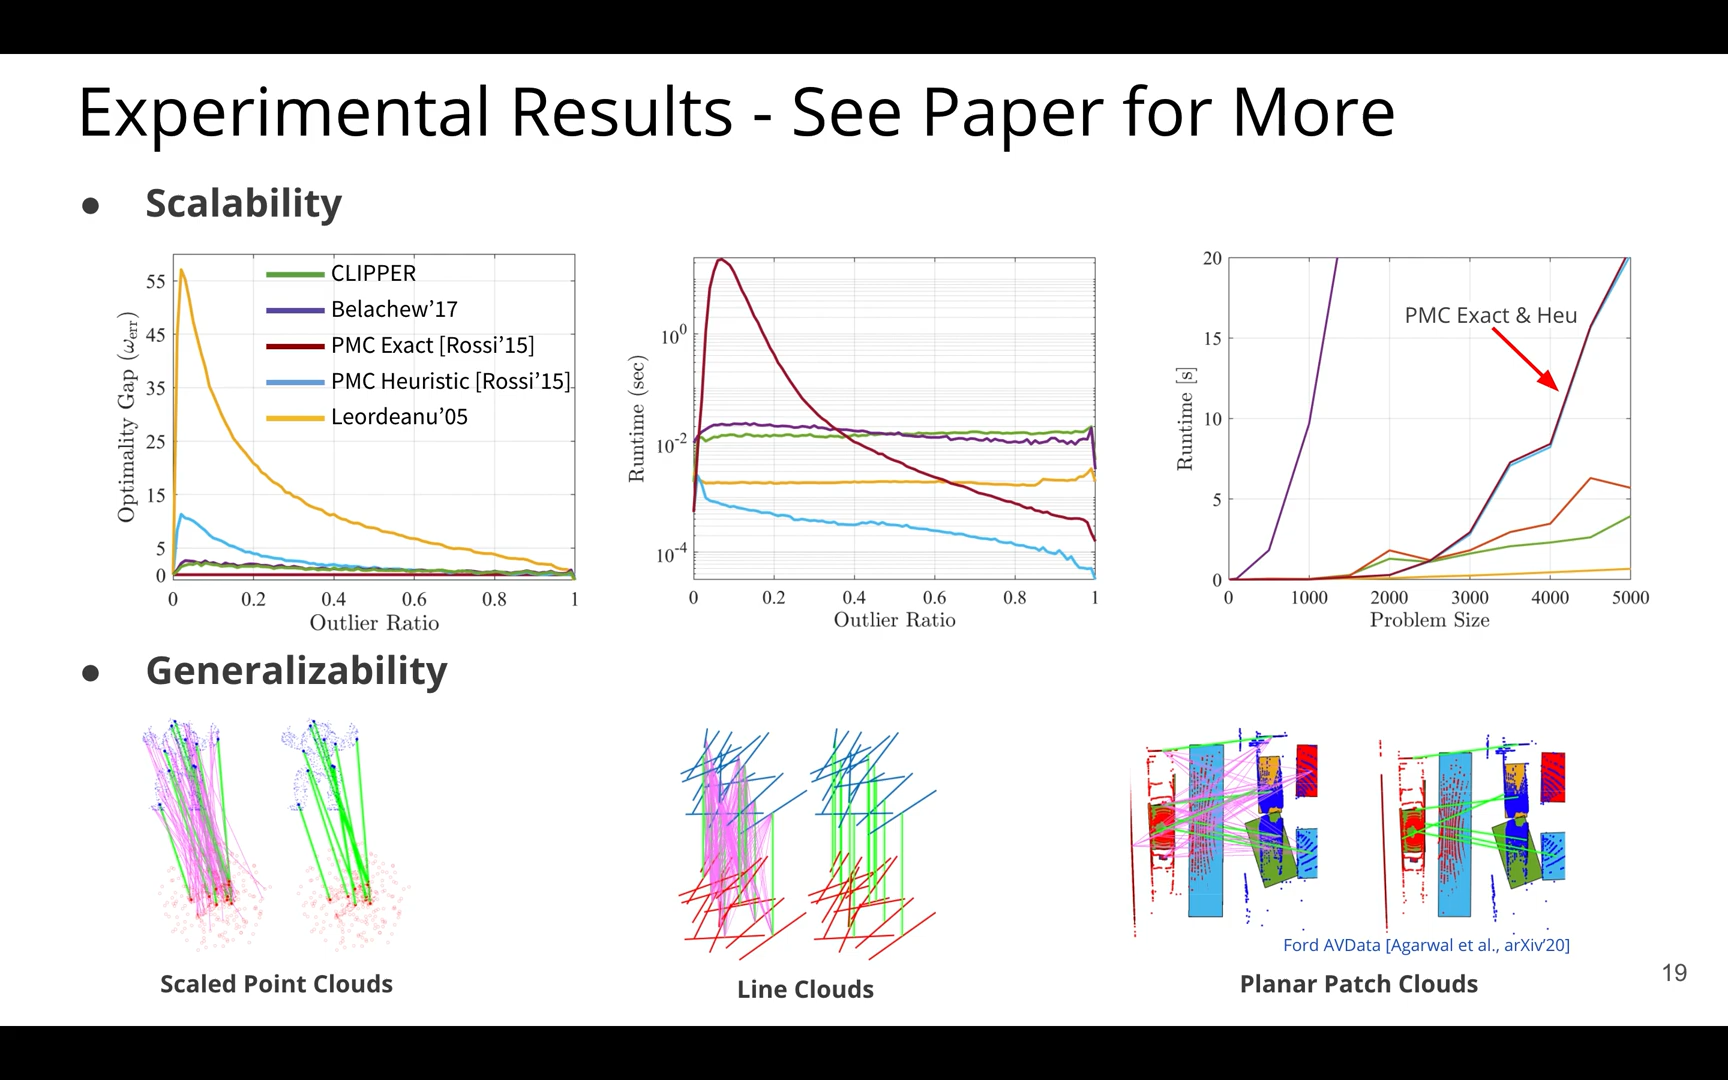 Experimental Results - See Paper for More
● Scalability
Optimality Gap (ω_err)
55
45
35
25
15
5
0
0 0.2 0.4 0.6 0.8 1
Outlier Ratio
CLIPPER
Belachew’17
PMC Exact [Rossi’15]
PMC Heuristic [Rossi’15]
Leordeanu’05
Runtime (sec)
10⁰
10⁻²
10⁻⁴
0 0.2 0.4 0.6 0.8 1
Outlier Ratio
Runtime [s]
20
15
10
5
0
0 1000 2000 3000 4000 5000
Problem Size
PMC Exact & Heu
● Generalizability
Scaled Point Clouds
Line Clouds
Ford AVData [Agarwal et al., arXiv’20]
Planar Patch Clouds
19